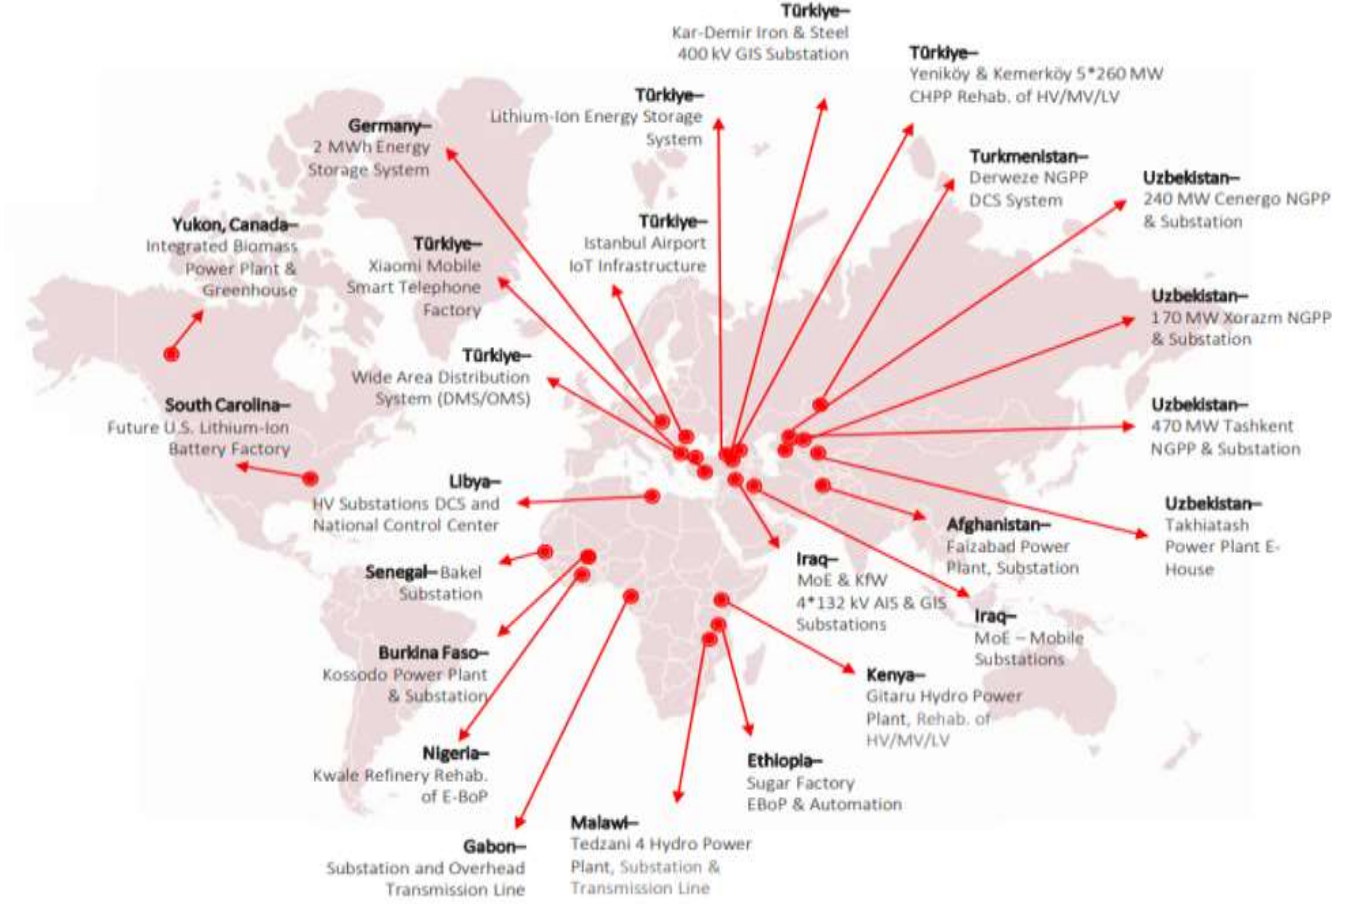 Türkiye–
Kar-Demir Iron & Steel
400 kV GIS Substation
Türkiye–
Yeniköy & Kemerköy 5*260 MW
CHPP Rehab. of HV/MV/LV
Türkiye–
Lithium-Ion Energy Storage
System
Germany–
2 MWh Energy
Storage System
Turkmenistan–
Derweze NGPP
DCS System
Uzbekistan–
240 MW Cenergo NGPP
& Substation
Yukon, Canada–
Integrated Biomass
Power Plant &
Greenhouse
Türkiye–
Xiaomi Mobile
Smart Telephone
Factory
Türkiye–
Istanbul Airport
IoT Infrastructure
Uzbekistan–
170 MW Xorazm NGPP
& Substation
Türkiye–
Wide Area Distribution
System (DMS/OMS)
South Carolina–
Future U.S. Lithium-Ion
Battery Factory
Uzbekistan–
470 MW Tashkent
NGPP & Substation
Libya–
HV Substations DCS and
National Control Center
Uzbekistan–
Takhiatash
Power Plant E-
House
Afghanistan–
Faizabad Power
Plant, Substation
Senegal– Bakel
Substation
Iraq–
MoE & KfW
4*132 kV AIS & GIS
Substations
Iraq–
MoE – Mobile
Substations
Burkina Faso–
Kossodo Power Plant
& Substation
Kenya–
Gitaru Hydro Power
Plant, Rehab. of
HV/MV/LV
Nigeria–
Kwale Refinery Rehab.
of E-BoP
Ethiopia–
Sugar Factory
EBoP & Automation
Gabon–
Substation and Overhead
Transmission Line
Malawi–
Tedzani 4 Hydro Power
Plant, Substation &
Transmission Line